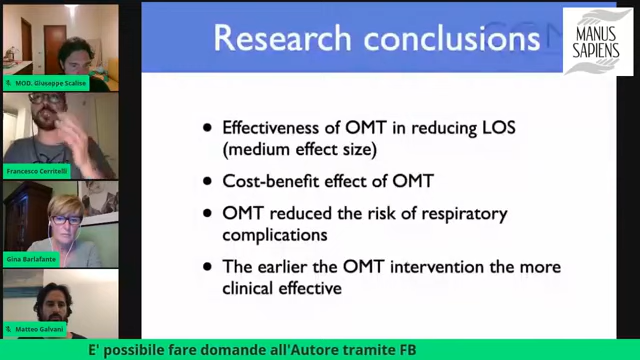 Research conclusions
MANUS
SAPIENS
MOD. Giuseppe Scalise
Francesco Cerritelli
Gina Barlafante
Matteo Galvani
• Effectiveness of OMT in reducing LOS
(medium effect size)
• Cost-benefit effect of OMT
• OMT reduced the risk of respiratory
complications
• The earlier the OMT intervention the more
clinical effective
E' possibile fare domande all'Autore tramite FB